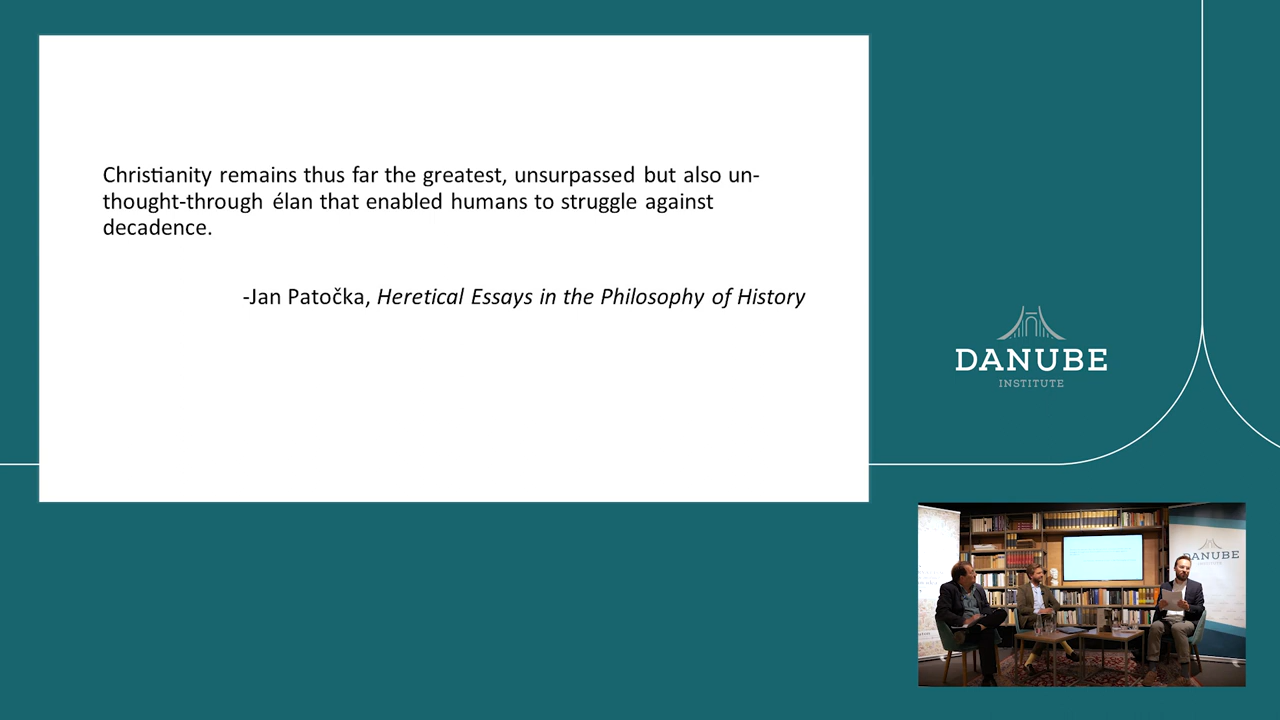 Christianity remains thus far the greatest, unsurpassed but also un-
thought-through élan that enabled humans to struggle against
decadence.
-Jan Patočka, Heretical Essays in the Philosophy of History
DANUBE
INSTITUTE
DANUBE
INSTITUTE